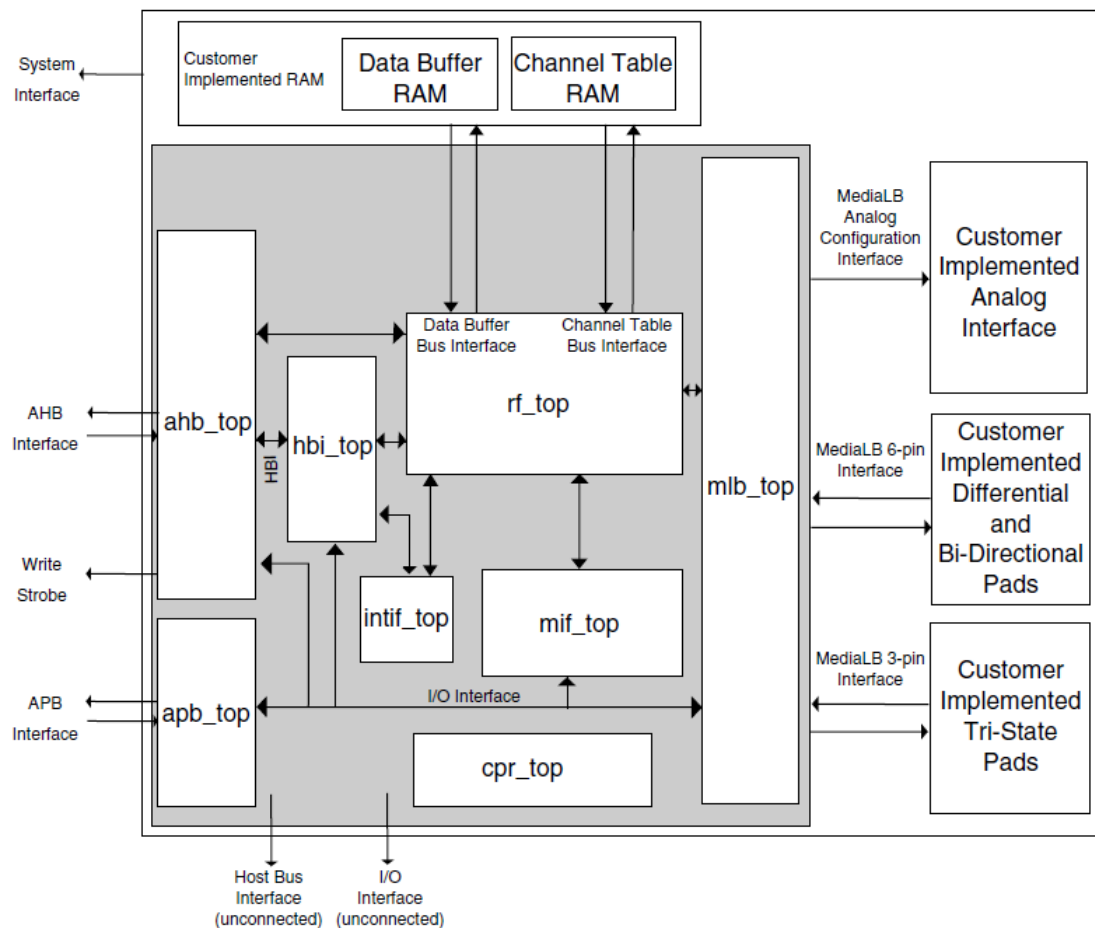 System
Interface
Customer
Implemented RAM
Data Buffer
RAM
Channel Table
RAM
MediaLB
Analog
Configuration
Interface
Customer
Implemented
Analog
Interface
Data Buffer
Bus Interface
Channel Table
Bus Interface
rf_top
AHB
Interface
ahb_top
HBI
hbi_top
mlb_top
MediaLB 6-pin
Interface
Customer
Implemented
Differential
and
Bi-Directional
Pads
Write
Strobe
intif_top
mif_top
MediaLB 3-pin
Interface
Customer
Implemented
Tri-State
Pads
APB
Interface
apb_top
I/O Interface
cpr_top
Host Bus
Interface
(unconnected)
I/O
Interface
(unconnected)